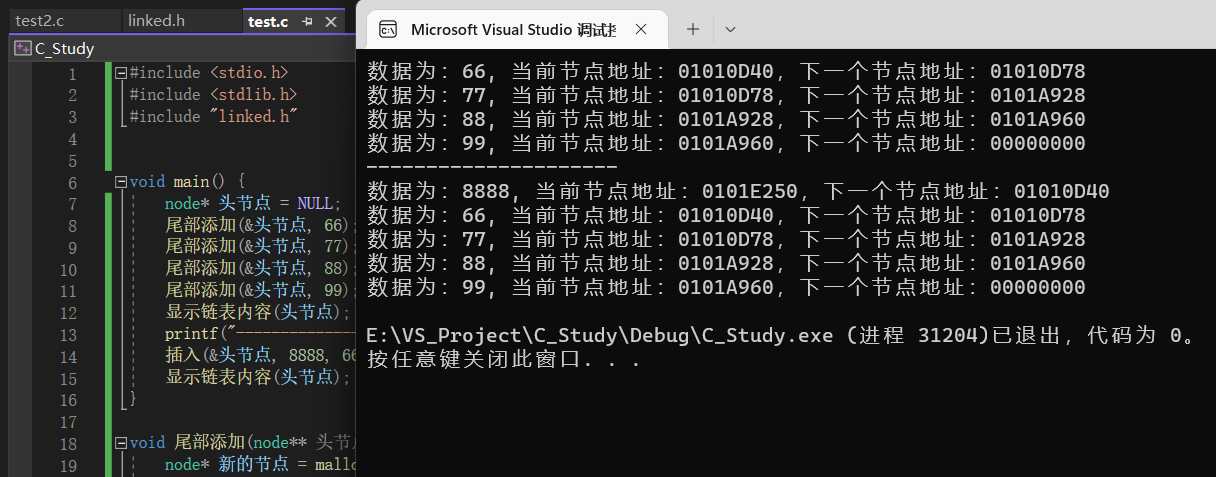 test2.c linked.h test.c
C_Study
1 #include <stdio.h>
2 #include <stdlib.h>
3 #include "linked.h"
4
5
6 void main() {
7 node* 头节点 = NULL;
8 尾部添加(&头节点, 66);
9 尾部添加(&头节点, 77);
10 尾部添加(&头节点, 88);
11 尾部添加(&头节点, 99);
12 显示链表内容(头节点);
13 printf("--------------
14 插入(&头节点, 8888, 66
15 显示链表内容(头节点);
16 }
17
18 void 尾部添加(node** 头节
19 node* 新的节点 = mallo
Microsoft Visual Studio 调试
数据为: 66, 当前节点地址: 01010D40, 下一个节点地址: 01010D78
数据为: 77, 当前节点地址: 01010D78, 下一个节点地址: 0101A928
数据为: 88, 当前节点地址: 0101A928, 下一个节点地址: 0101A960
数据为: 99, 当前节点地址: 0101A960, 下一个节点地址: 00000000
---------------------
数据为: 8888, 当前节点地址: 0101E250, 下一个节点地址: 01010D40
数据为: 66, 当前节点地址: 01010D40, 下一个节点地址: 01010D78
数据为: 77, 当前节点地址: 01010D78, 下一个节点地址: 0101A928
数据为: 88, 当前节点地址: 0101A928, 下一个节点地址: 0101A960
数据为: 99, 当前节点地址: 0101A960, 下一个节点地址: 00000000
E:\VS_Project\C_Study\Debug\C_Study.exe (进程 31204)已退出，代码为 0。
按任意键关闭此窗口. . .